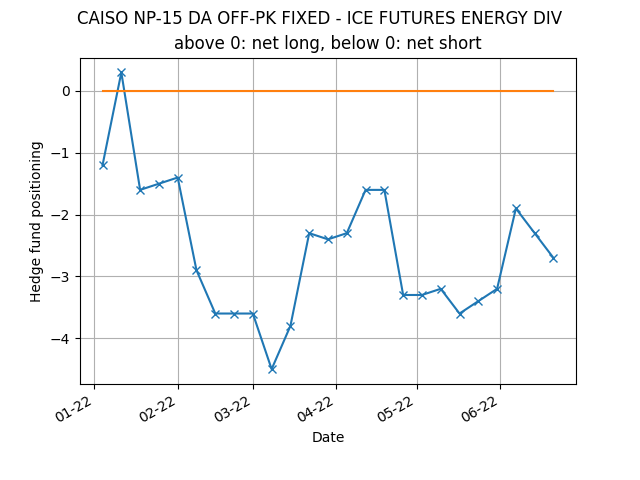 CAISO NP-15 DA OFF-PK FIXED - ICE FUTURES ENERGY DIV
above 0: net long, below 0: net short
Hedge fund positioning
0
−1
−2
−3
−4
01-22
02-22
03-22
04-22
05-22
06-22
Date